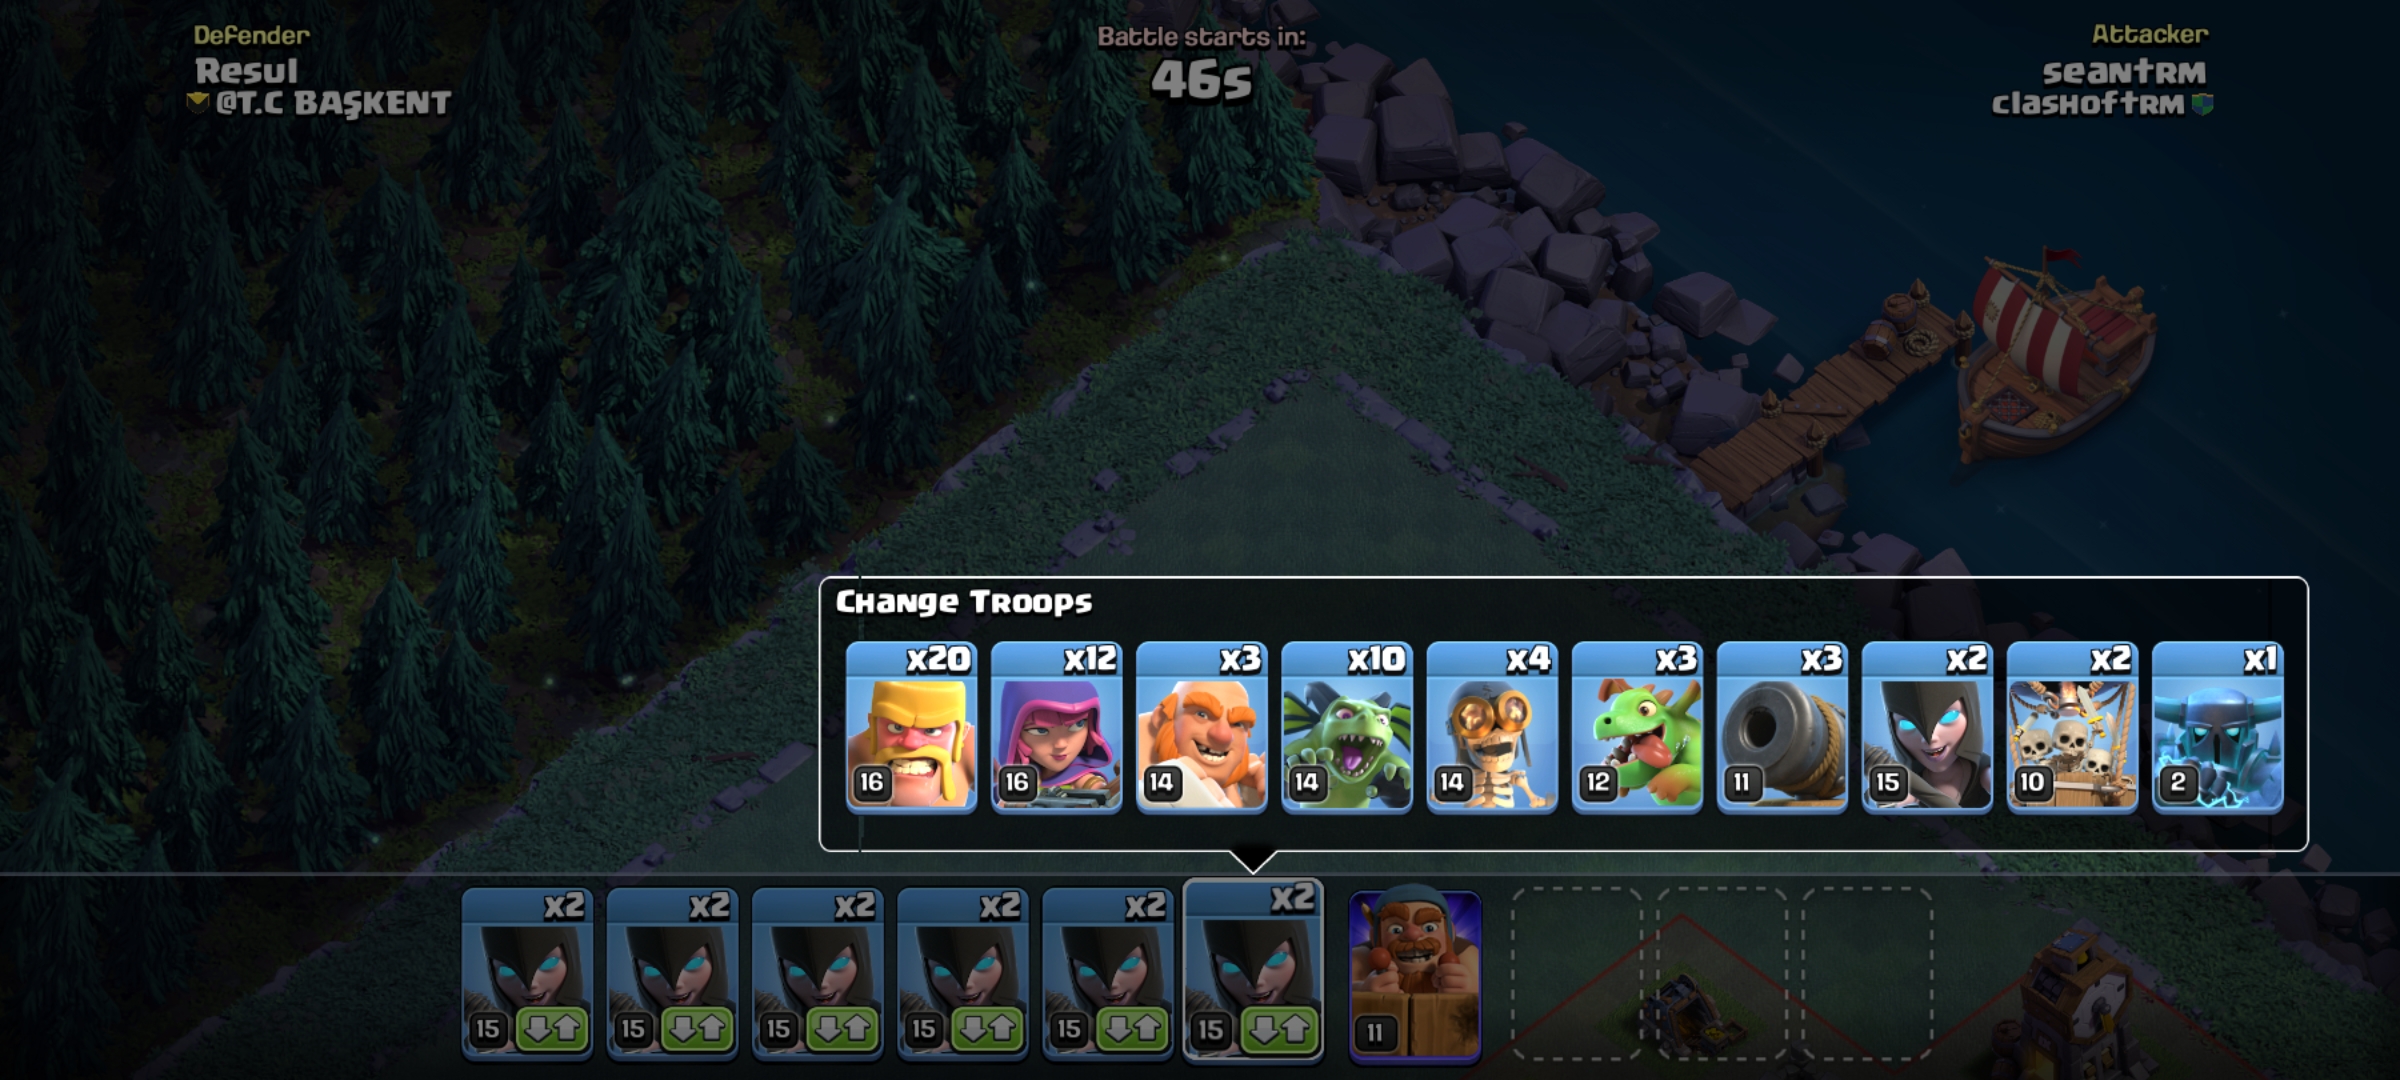 Defender
Resul
@T.C BAŞKENT
Battle starts in:
46s
Attacker
seantRM
clashoftRM
Change Troops
x20 x12 x3 x10 x4 x3 x3 x2 x2 x1
16 16 14 14 14 12 11 15 10 2
x2 x2 x2 x2 x2 x2
15 15 15 15 15 15 11